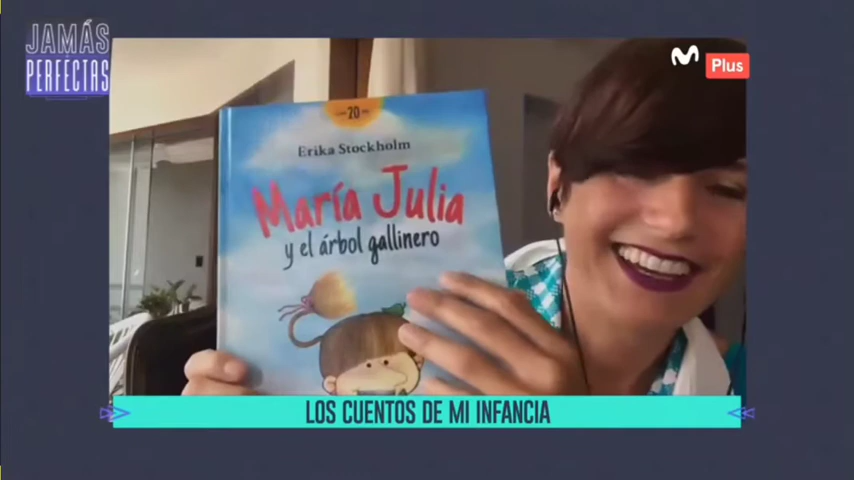 JAMÁS
PERFECTAS
Plus
20
Erika Stockholm
María Julia
y el árbol gallinero
LOS CUENTOS DE MI INFANCIA